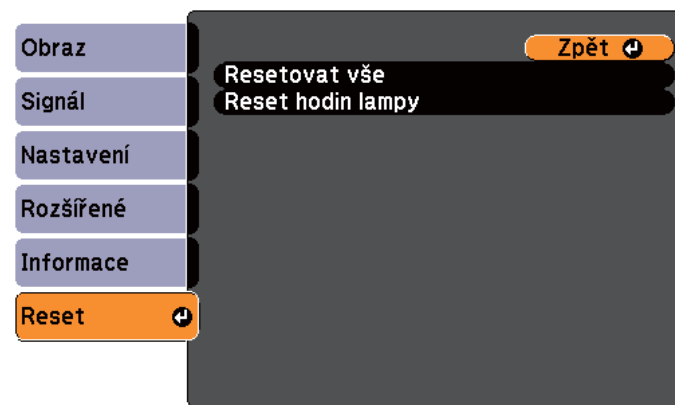 Obraz
Signál
Nastavení
Rozšířené
Informace
Reset
Zpět
Resetovat vše
Reset hodin lampy